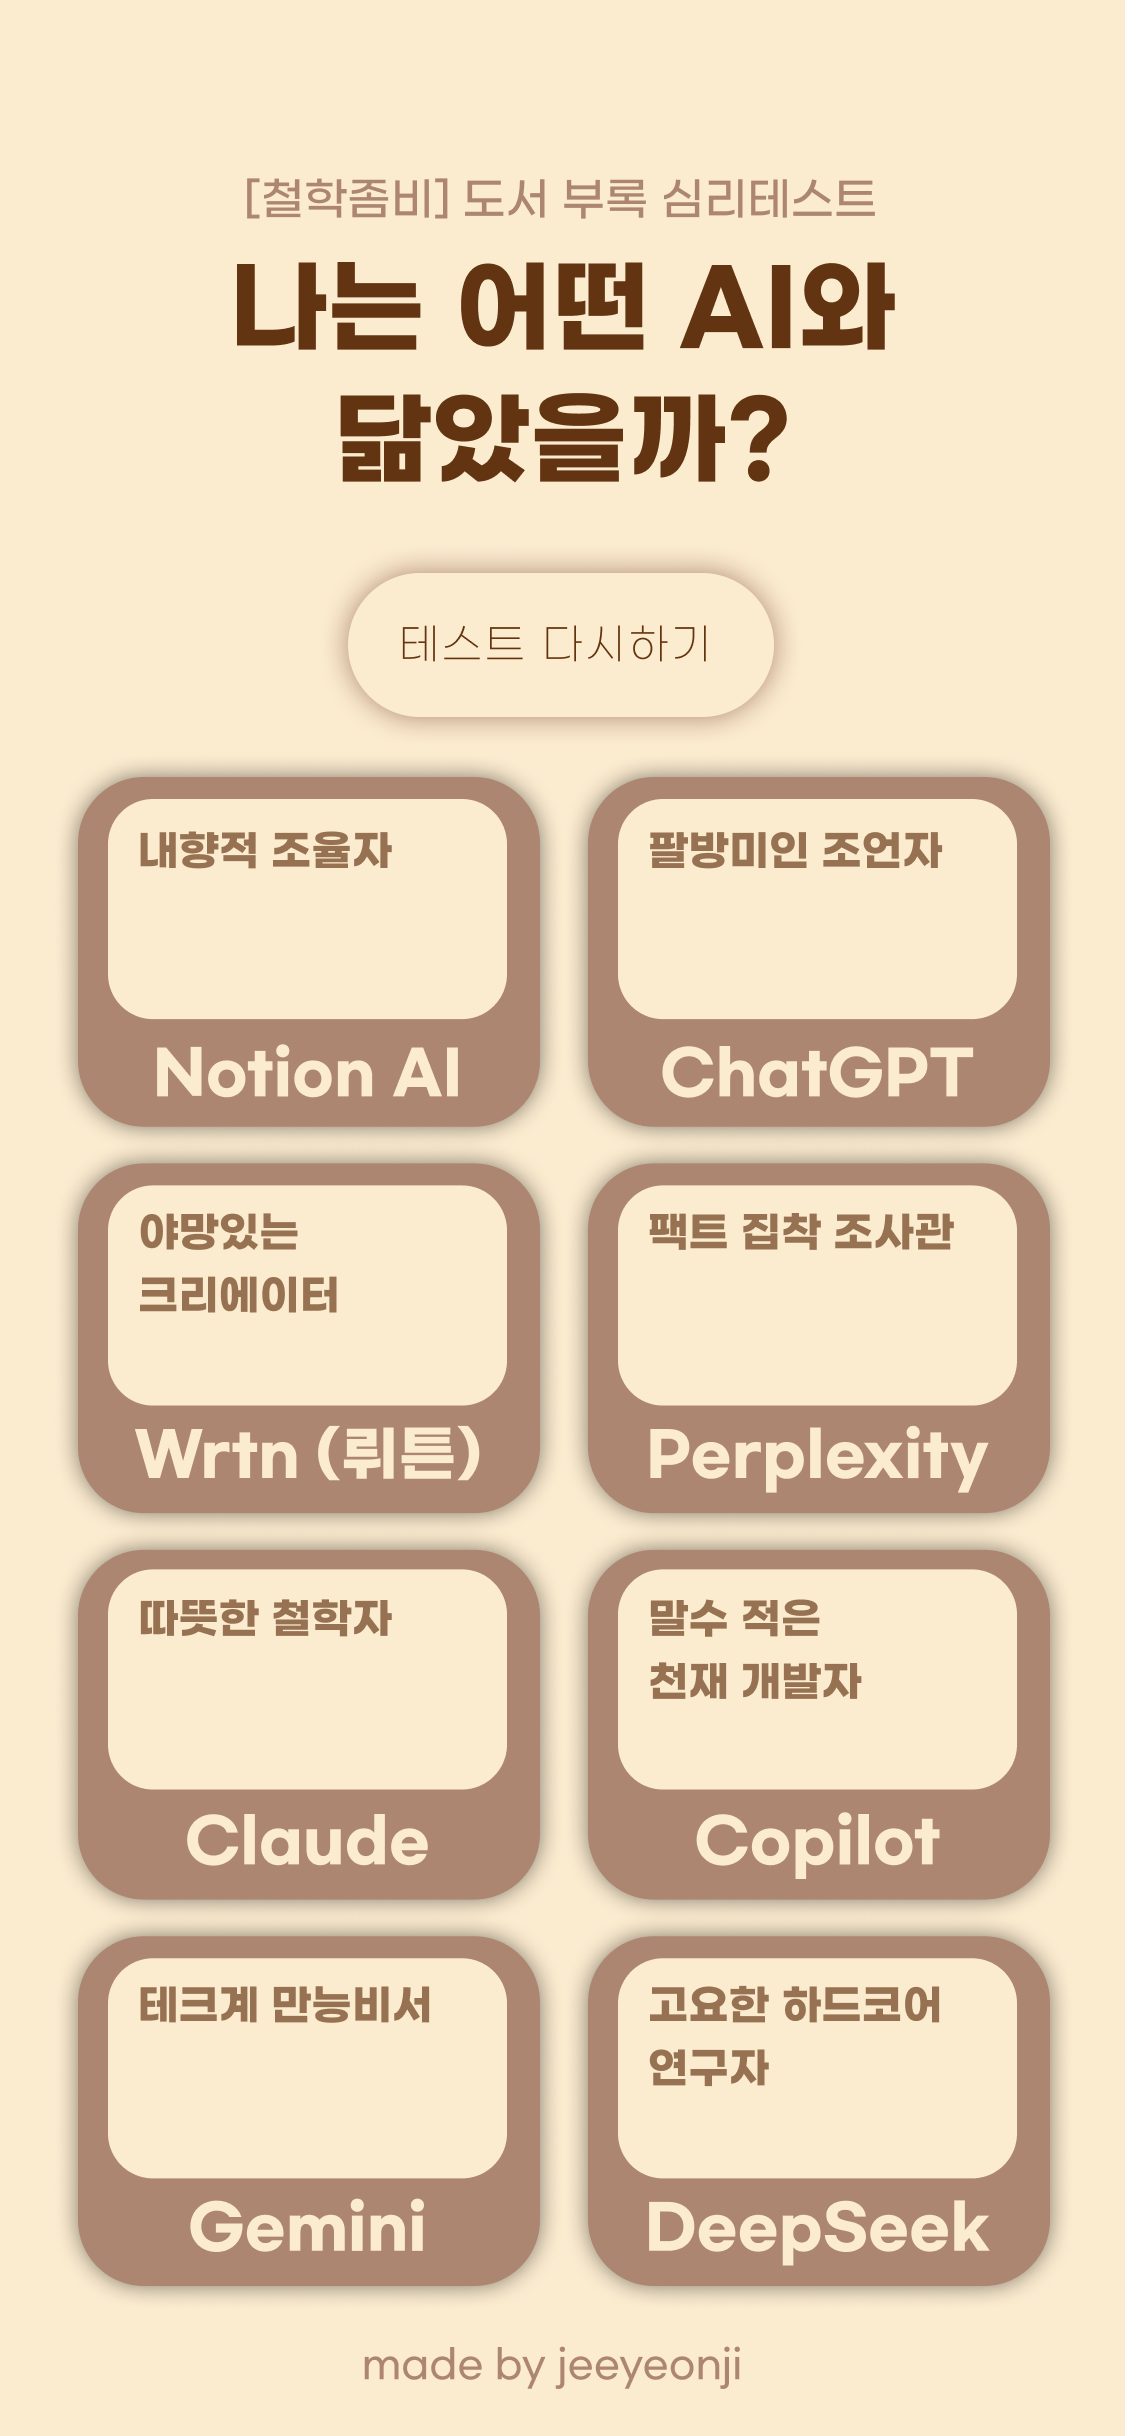 [철학좀비] 도서 부록 심리테스트
나는 어떤 AI와
닮았을까?
테스트 다시하기
내향적 조율자
Notion AI
팔방미인 조언자
ChatGPT
야망있는
크리에이터
Wrtn (뤼튼)
팩트 집착 조사관
Perplexity
따뜻한 철학자
Claude
말수 적은
천재 개발자
Copilot
테크계 만능비서
Gemini
고요한 하드코어
연구자
DeepSeek
made by jeeyeonji